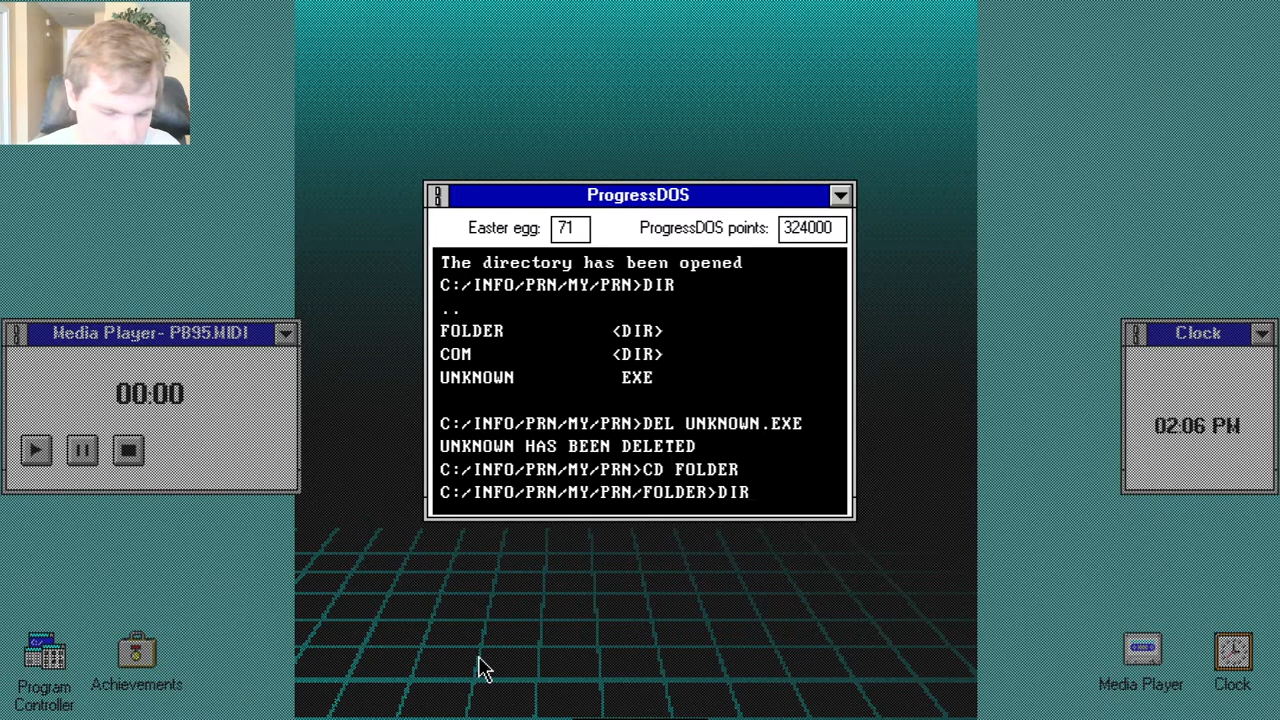 ProgressDOS
Easter egg: 71 ProgressDOS points: 324000
The directory has been opened
C:/INFO/PRN/MY/PRN>DIR
..
FOLDER <DIR>
COM <DIR>
UNKNOWN EXE
C:/INFO/PRN/MY/PRN>DEL UNKNOWN.EXE
UNKNOWN HAS BEEN DELETED
C:/INFO/PRN/MY/PRN>CD FOLDER
C:/INFO/PRN/MY/PRN/FOLDER>DIR
Media Player- PB95.MIDI
00:00
Clock
02:06 PM
Program
Controller
Achievements
Media Player
Clock